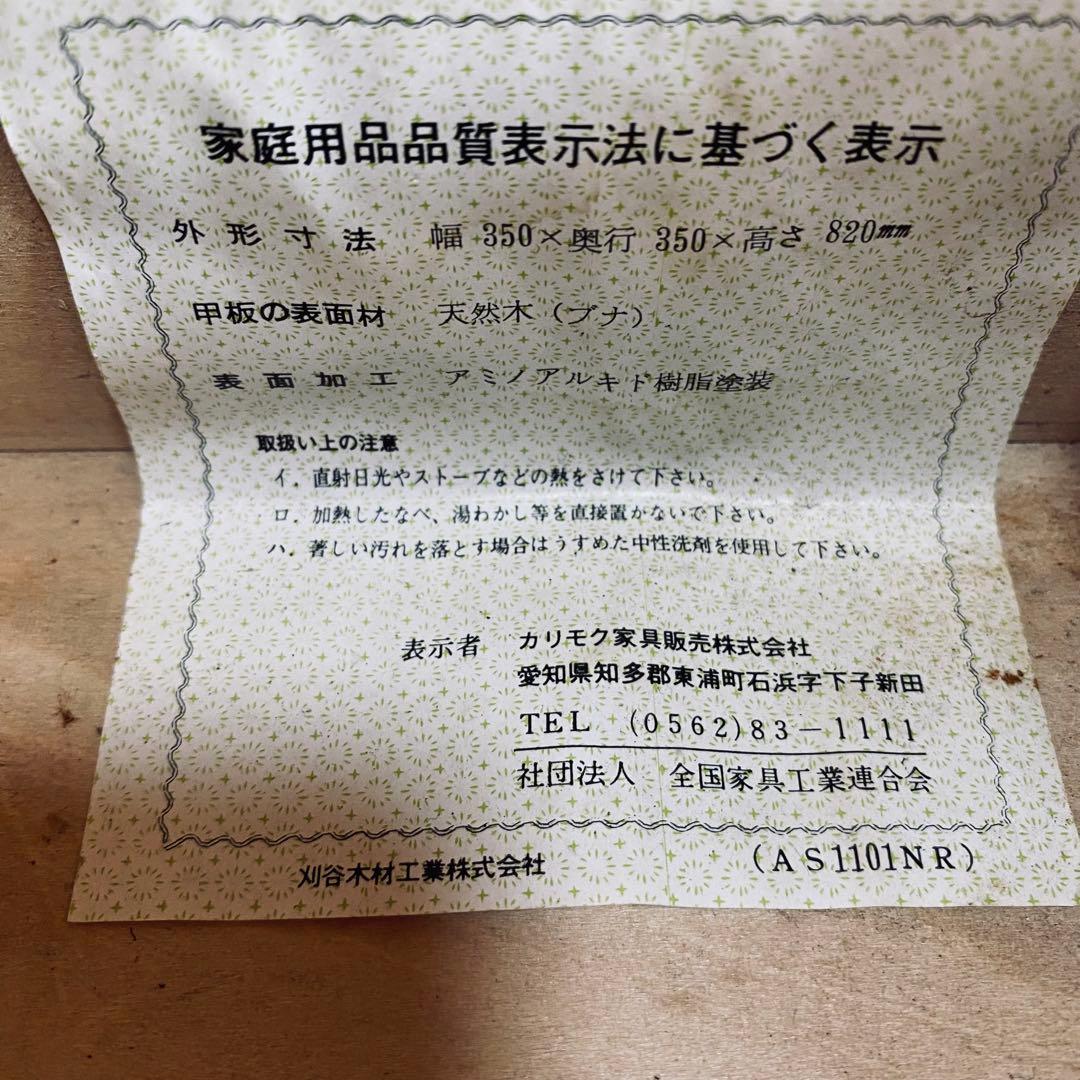 家庭用品品質表示法に基づく表示
外形寸法 幅 350×奥行 350×高さ 820mm
甲板の表面材 天然木（ブナ）
表面加工 アミノアルキド樹脂塗装
取扱い上の注意
イ．直射日光やストーブなどの熱をさけて下さい。
ロ．加熱したなべ、湯わかし等を直接置かないで下さい。
ハ．著しい汚れを落とす場合はうすめた中性洗剤を使用して下さい。
表示者 カリモク家具販売株式会社
愛知県知多郡東浦町石浜字下子新田
TEL (0562)83－1111
社団法人 全国家具工業連合会
刈谷木材工業株式会社 (AS1101NR)